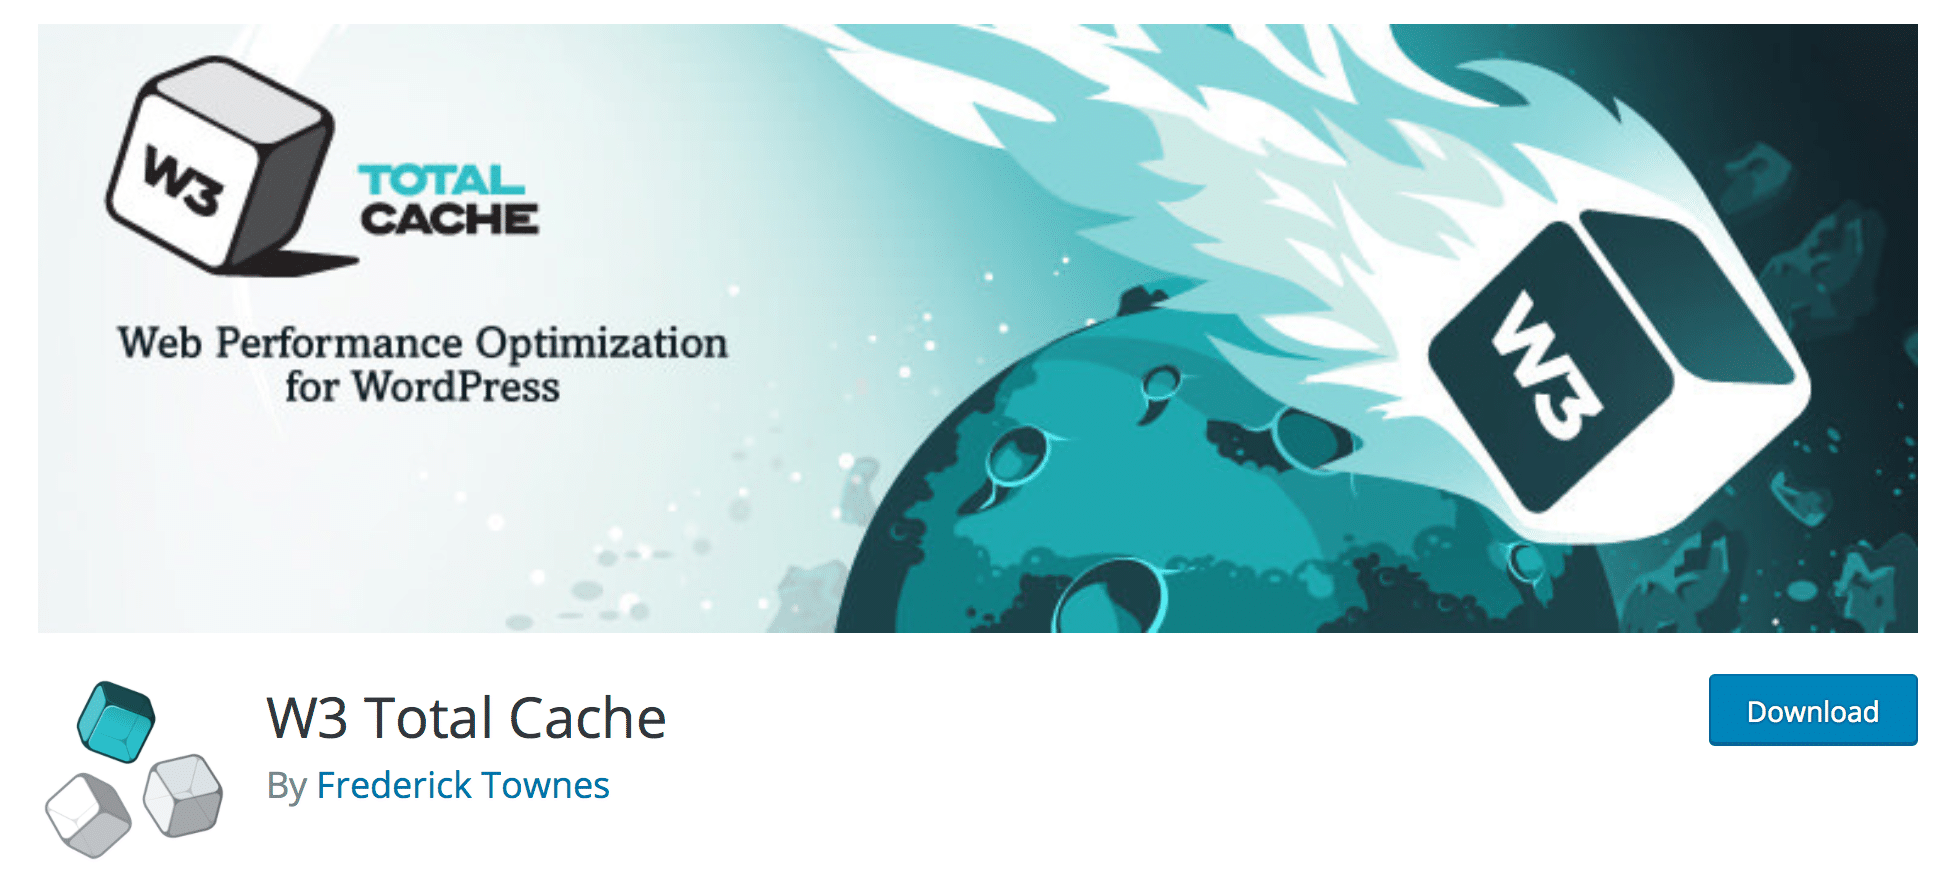 W3
TOTAL
CACHE
Web Performance Optimization
for WordPress
W3
W3 Total Cache
By Frederick Townes
Download